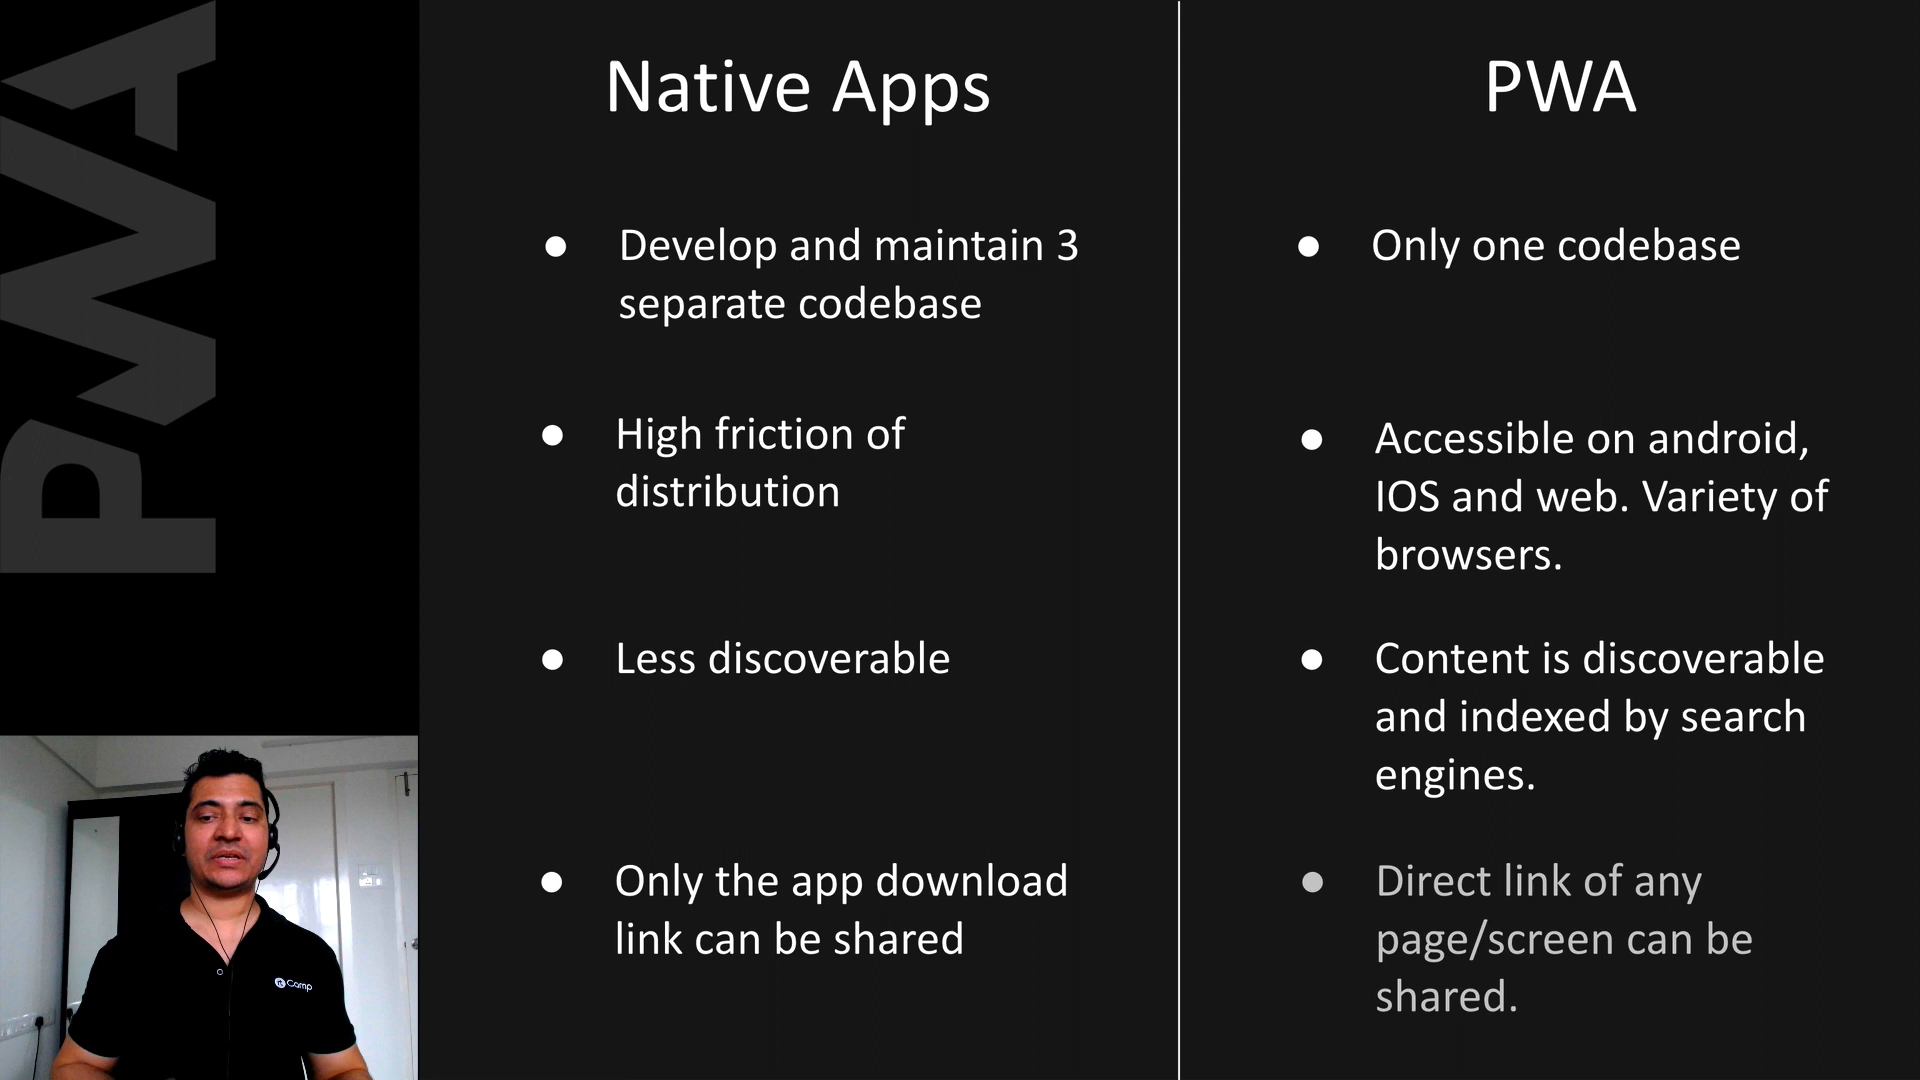 PWA
Native Apps
Develop and maintain 3
separate codebase
High friction of
distribution
Less discoverable
Only the app download
link can be shared
PWA
Only one codebase
Accessible on android,
IOS and web. Variety of
browsers.
Content is discoverable
and indexed by search
engines.
Direct link of any
page/screen can be
shared.
rt Camp